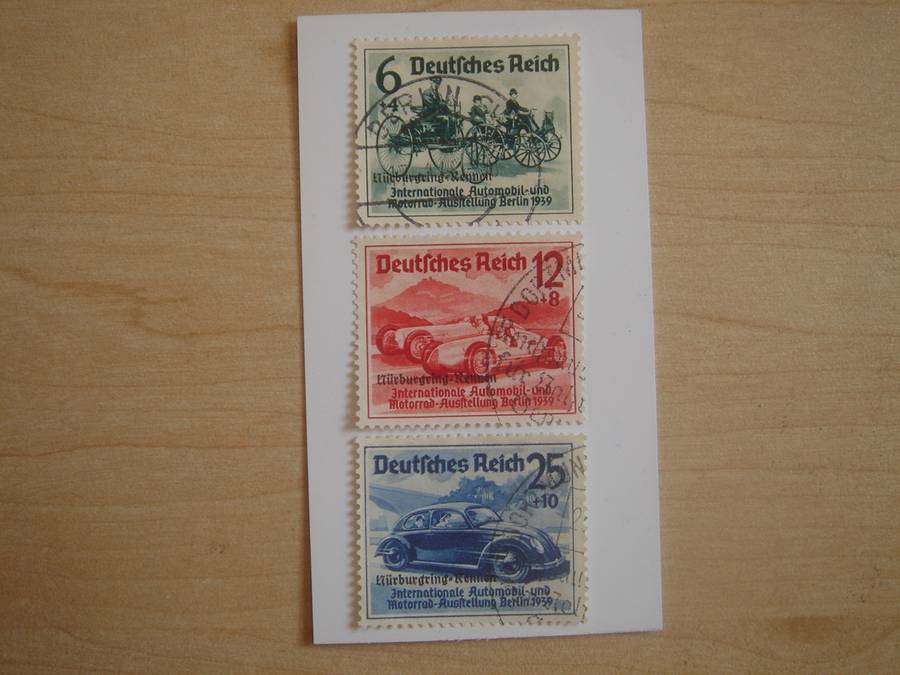 6 Deutsches Reich
+4
BERLIN
Nürburgring-Rennen
Internationale Automobil-und
Motorrad-Ausstellung Berlin 1939
Deutsches Reich 12
+8
DORTM
Nürburgring-Rennen
Internationale Automobil-und
Motorrad-Ausstellung Berlin 1939
Deutsches Reich 25
+10
Nürburgring-Rennen
Internationale Automobil-und
Motorrad-Ausstellung Berlin 1939